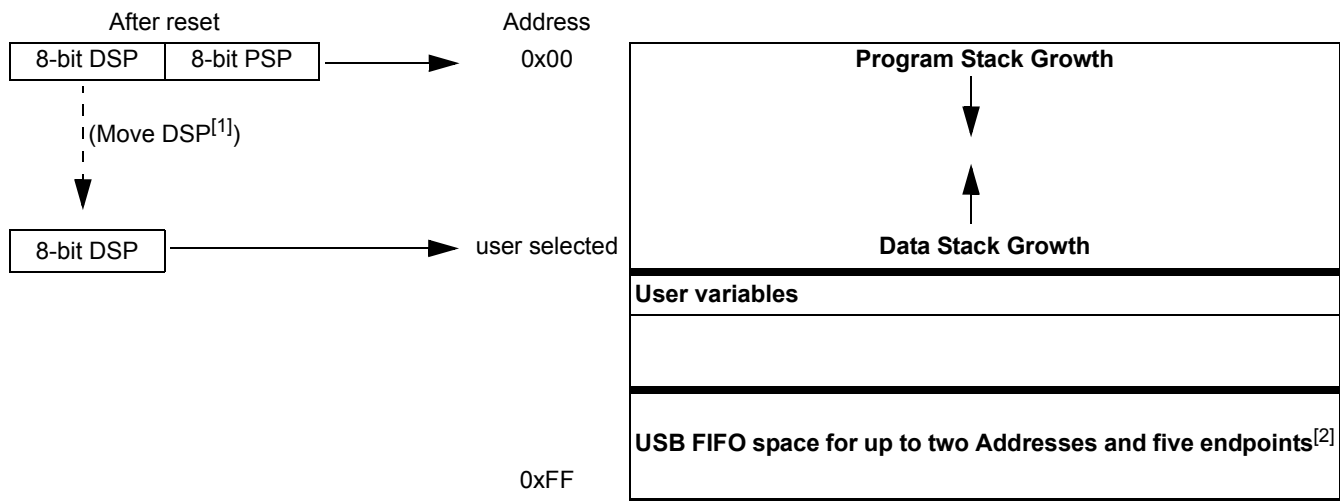 After reset
Address
8-bit DSP 8-bit PSP
0x00
Program Stack Growth
(Move DSP[1])
8-bit DSP
user selected
Data Stack Growth
User variables
USB FIFO space for up to two Addresses and five endpoints[2]
0xFF